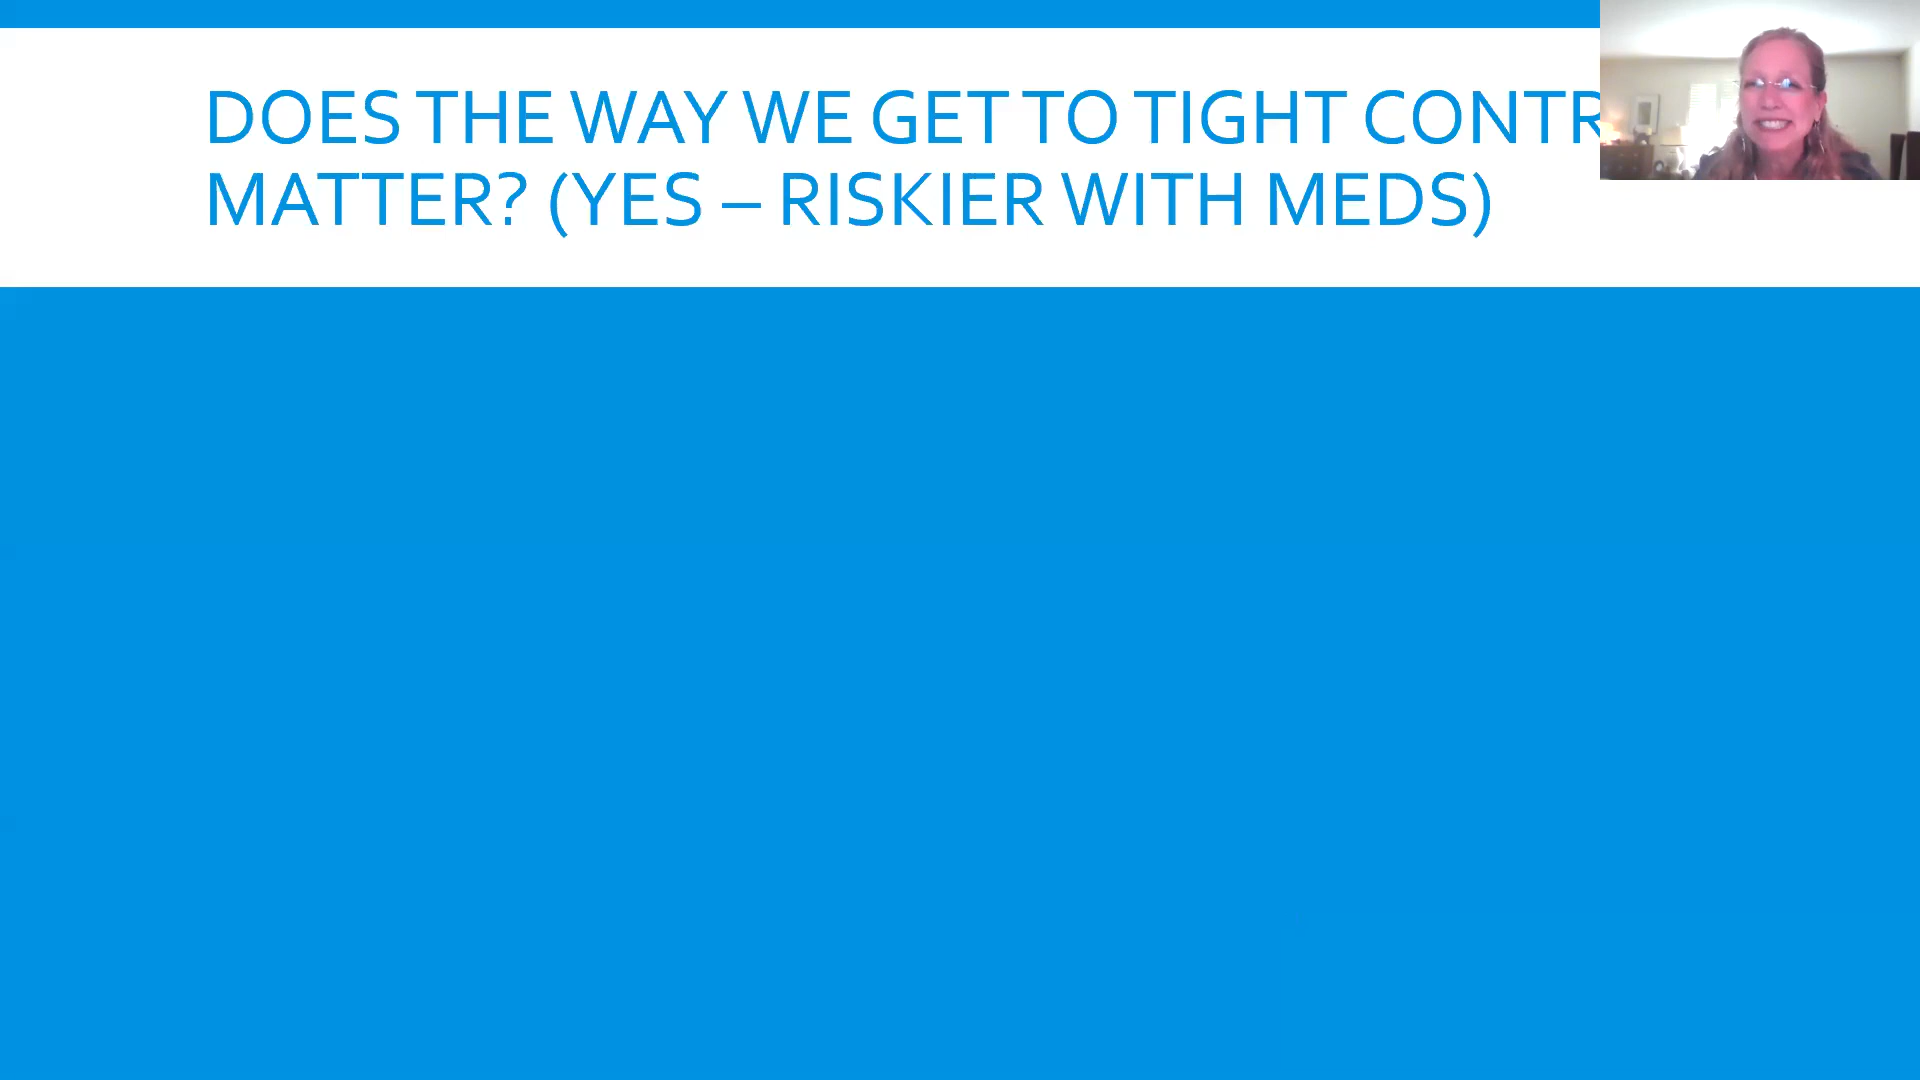 DOES THE WAY WE GET TO TIGHT CONTR
MATTER? (YES – RISKIER WITH MEDS)